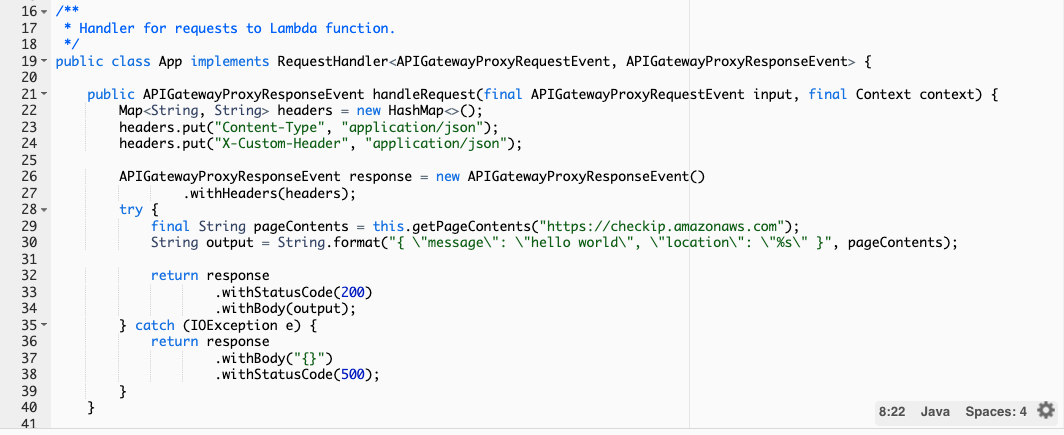 16 /**
17  * Handler for requests to Lambda function.
18  */
19 public class App implements RequestHandler<APIGatewayProxyRequestEvent, APIGatewayProxyResponseEvent> {
20
21     public APIGatewayProxyResponseEvent handleRequest(final APIGatewayProxyRequestEvent input, final Context context) {
22         Map<String, String> headers = new HashMap<>();
23         headers.put("Content-Type", "application/json");
24         headers.put("X-Custom-Header", "application/json");
25
26         APIGatewayProxyResponseEvent response = new APIGatewayProxyResponseEvent()
27                 .withHeaders(headers);
28         try {
29             final String pageContents = this.getPageContents("https://checkip.amazonaws.com");
30             String output = String.format("{ \"message\": \"hello world\", \"location\": \"%s\" }", pageContents);
31
32             return response
33                     .withStatusCode(200)
34                     .withBody(output);
35         } catch (IOException e) {
36             return response
37                     .withBody("{}")
38                     .withStatusCode(500);
39         }
40     }
41
8:22 Java Spaces: 4